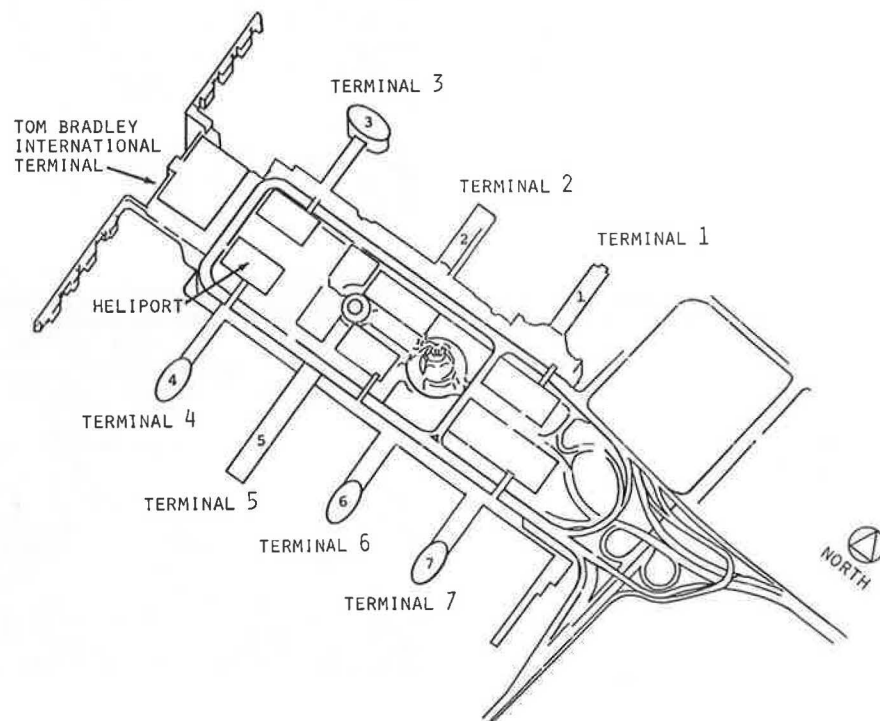 TERMINAL 3
3
TOM BRADLEY
INTERNATIONAL
TERMINAL
TERMINAL 2
2
TERMINAL 1
1
HELIPORT
4
TERMINAL 4
5
TERMINAL 5
6
TERMINAL 6
7
TERMINAL 7
NORTH